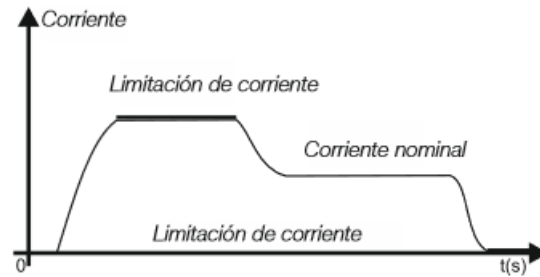 Corriente
Limitación de corriente
Corriente nominal
Limitación de corriente
0
t(s)